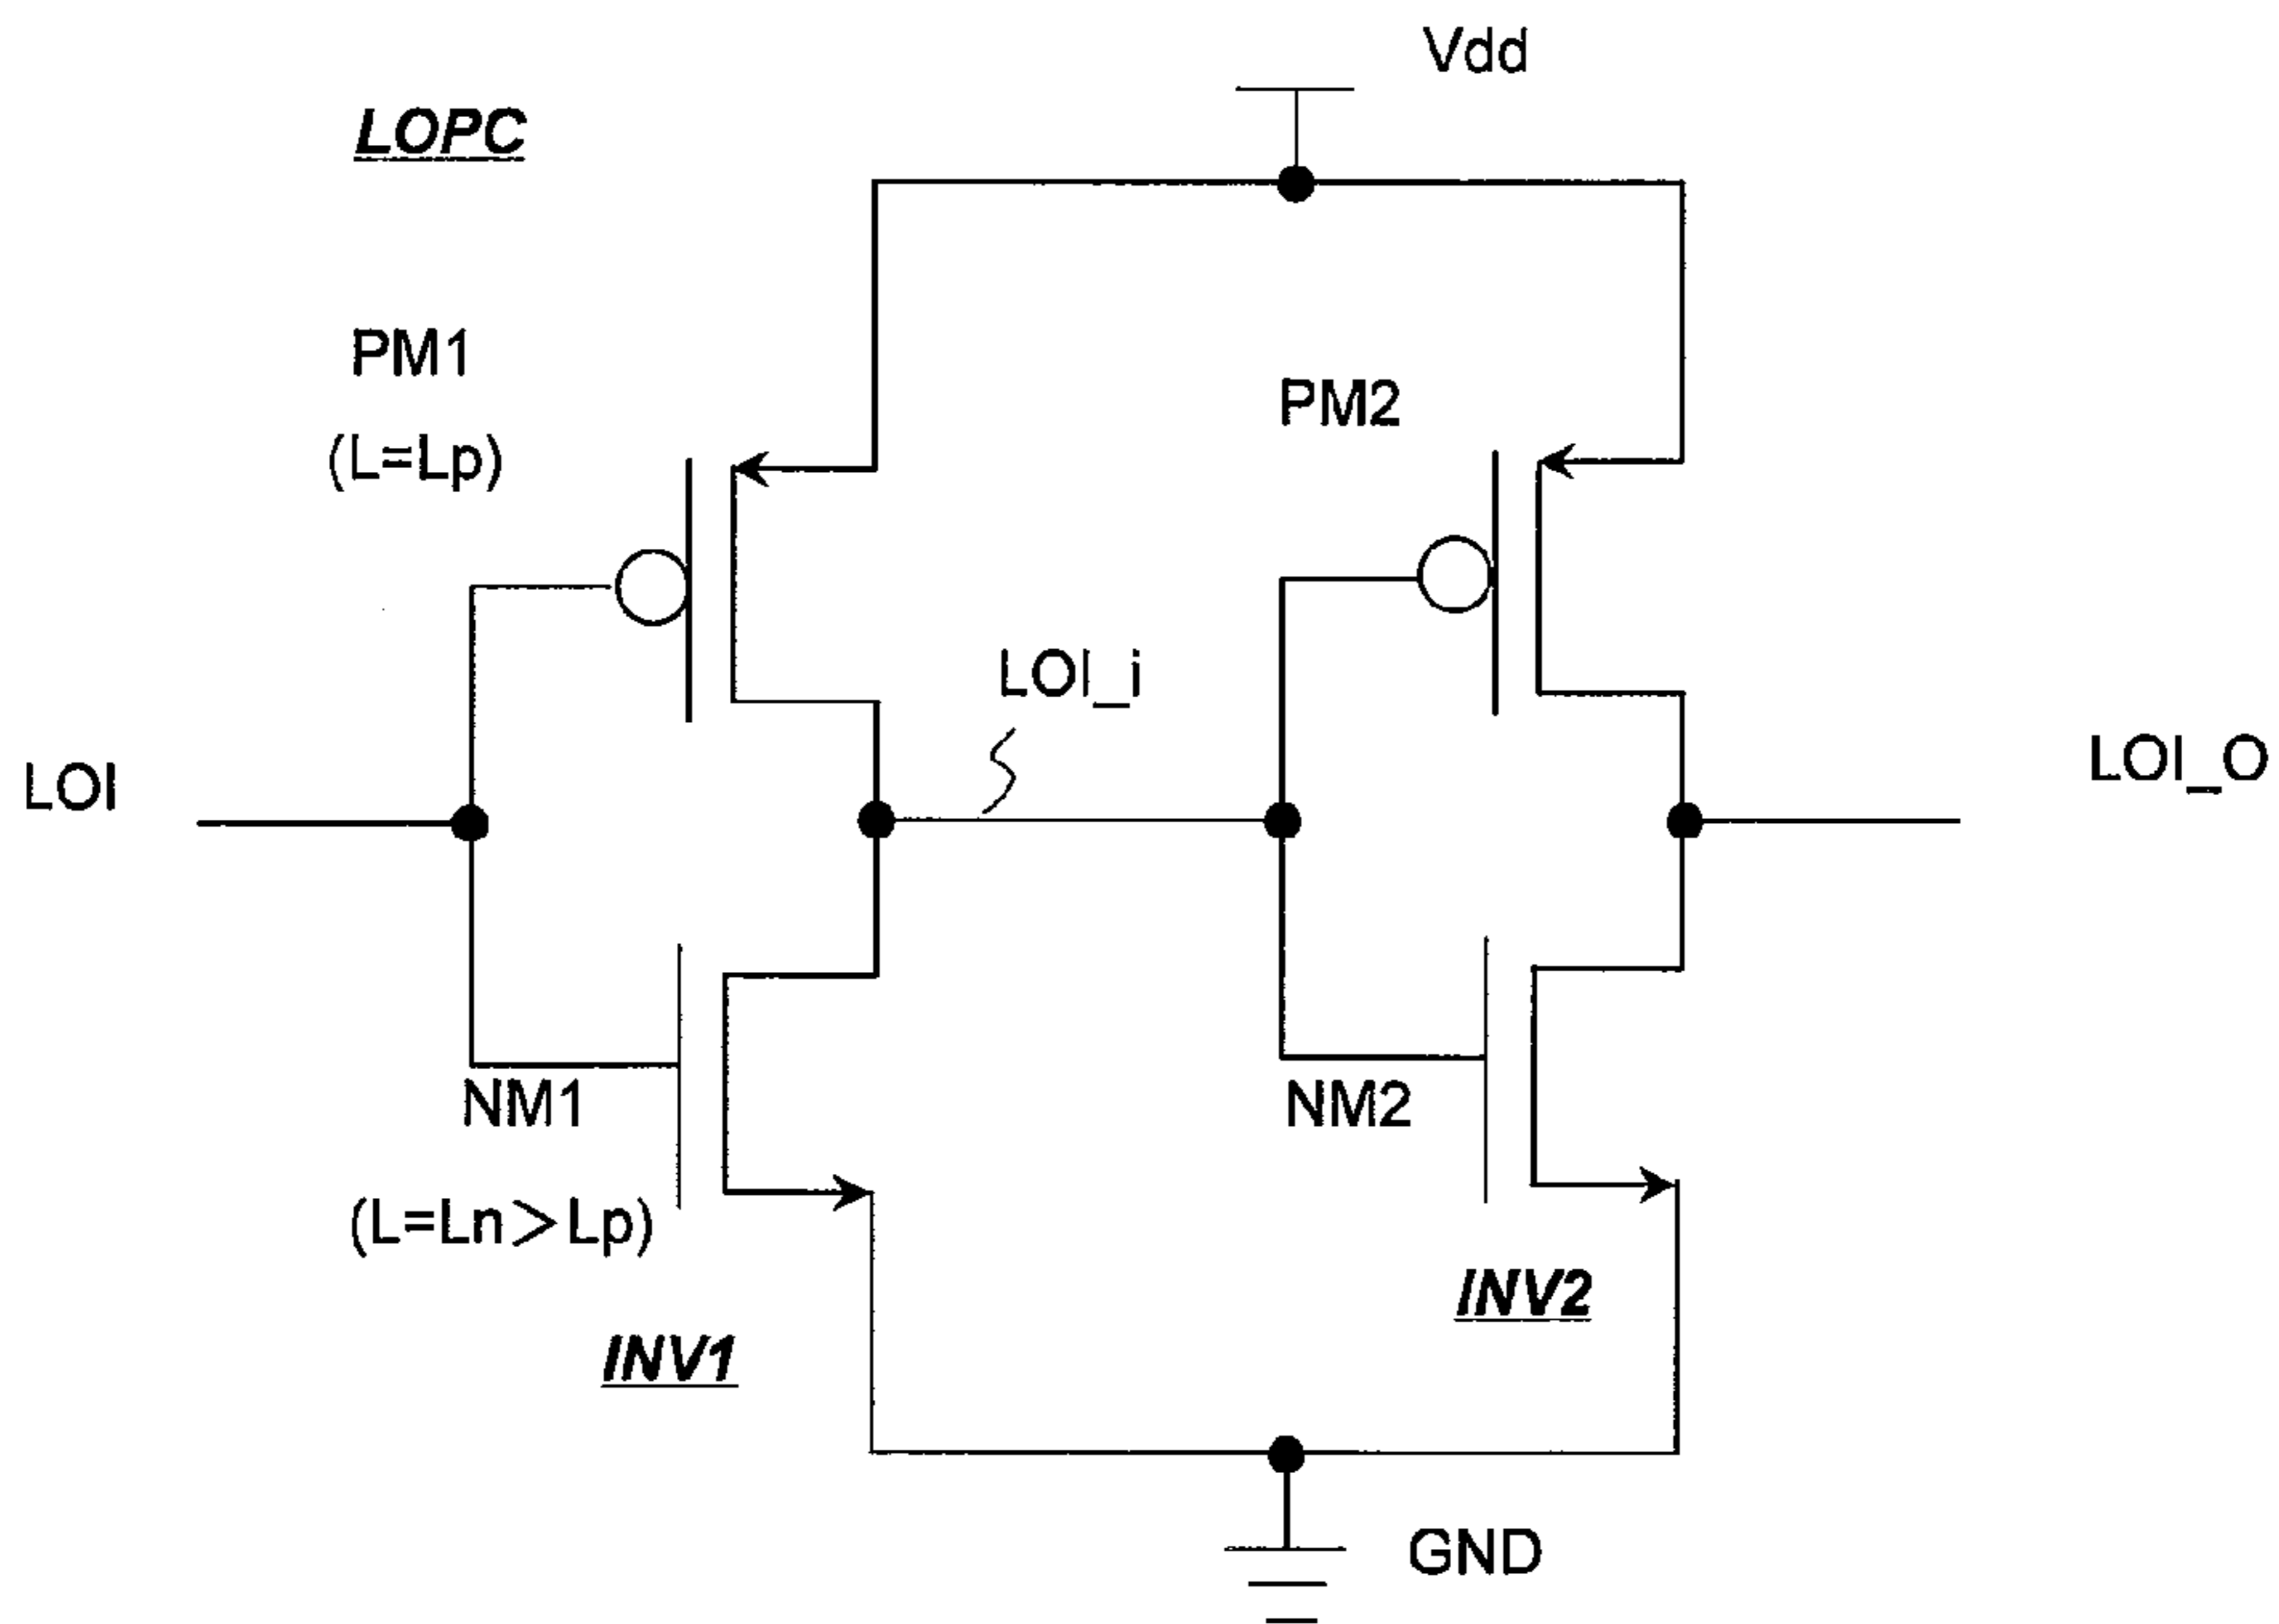 Vdd
LOPC
PM1
(L=Lp)
PM2
LOI_i
LOI
LOI_O
NM1
(L=Ln>Lp)
NM2
INV2
INV1
GND